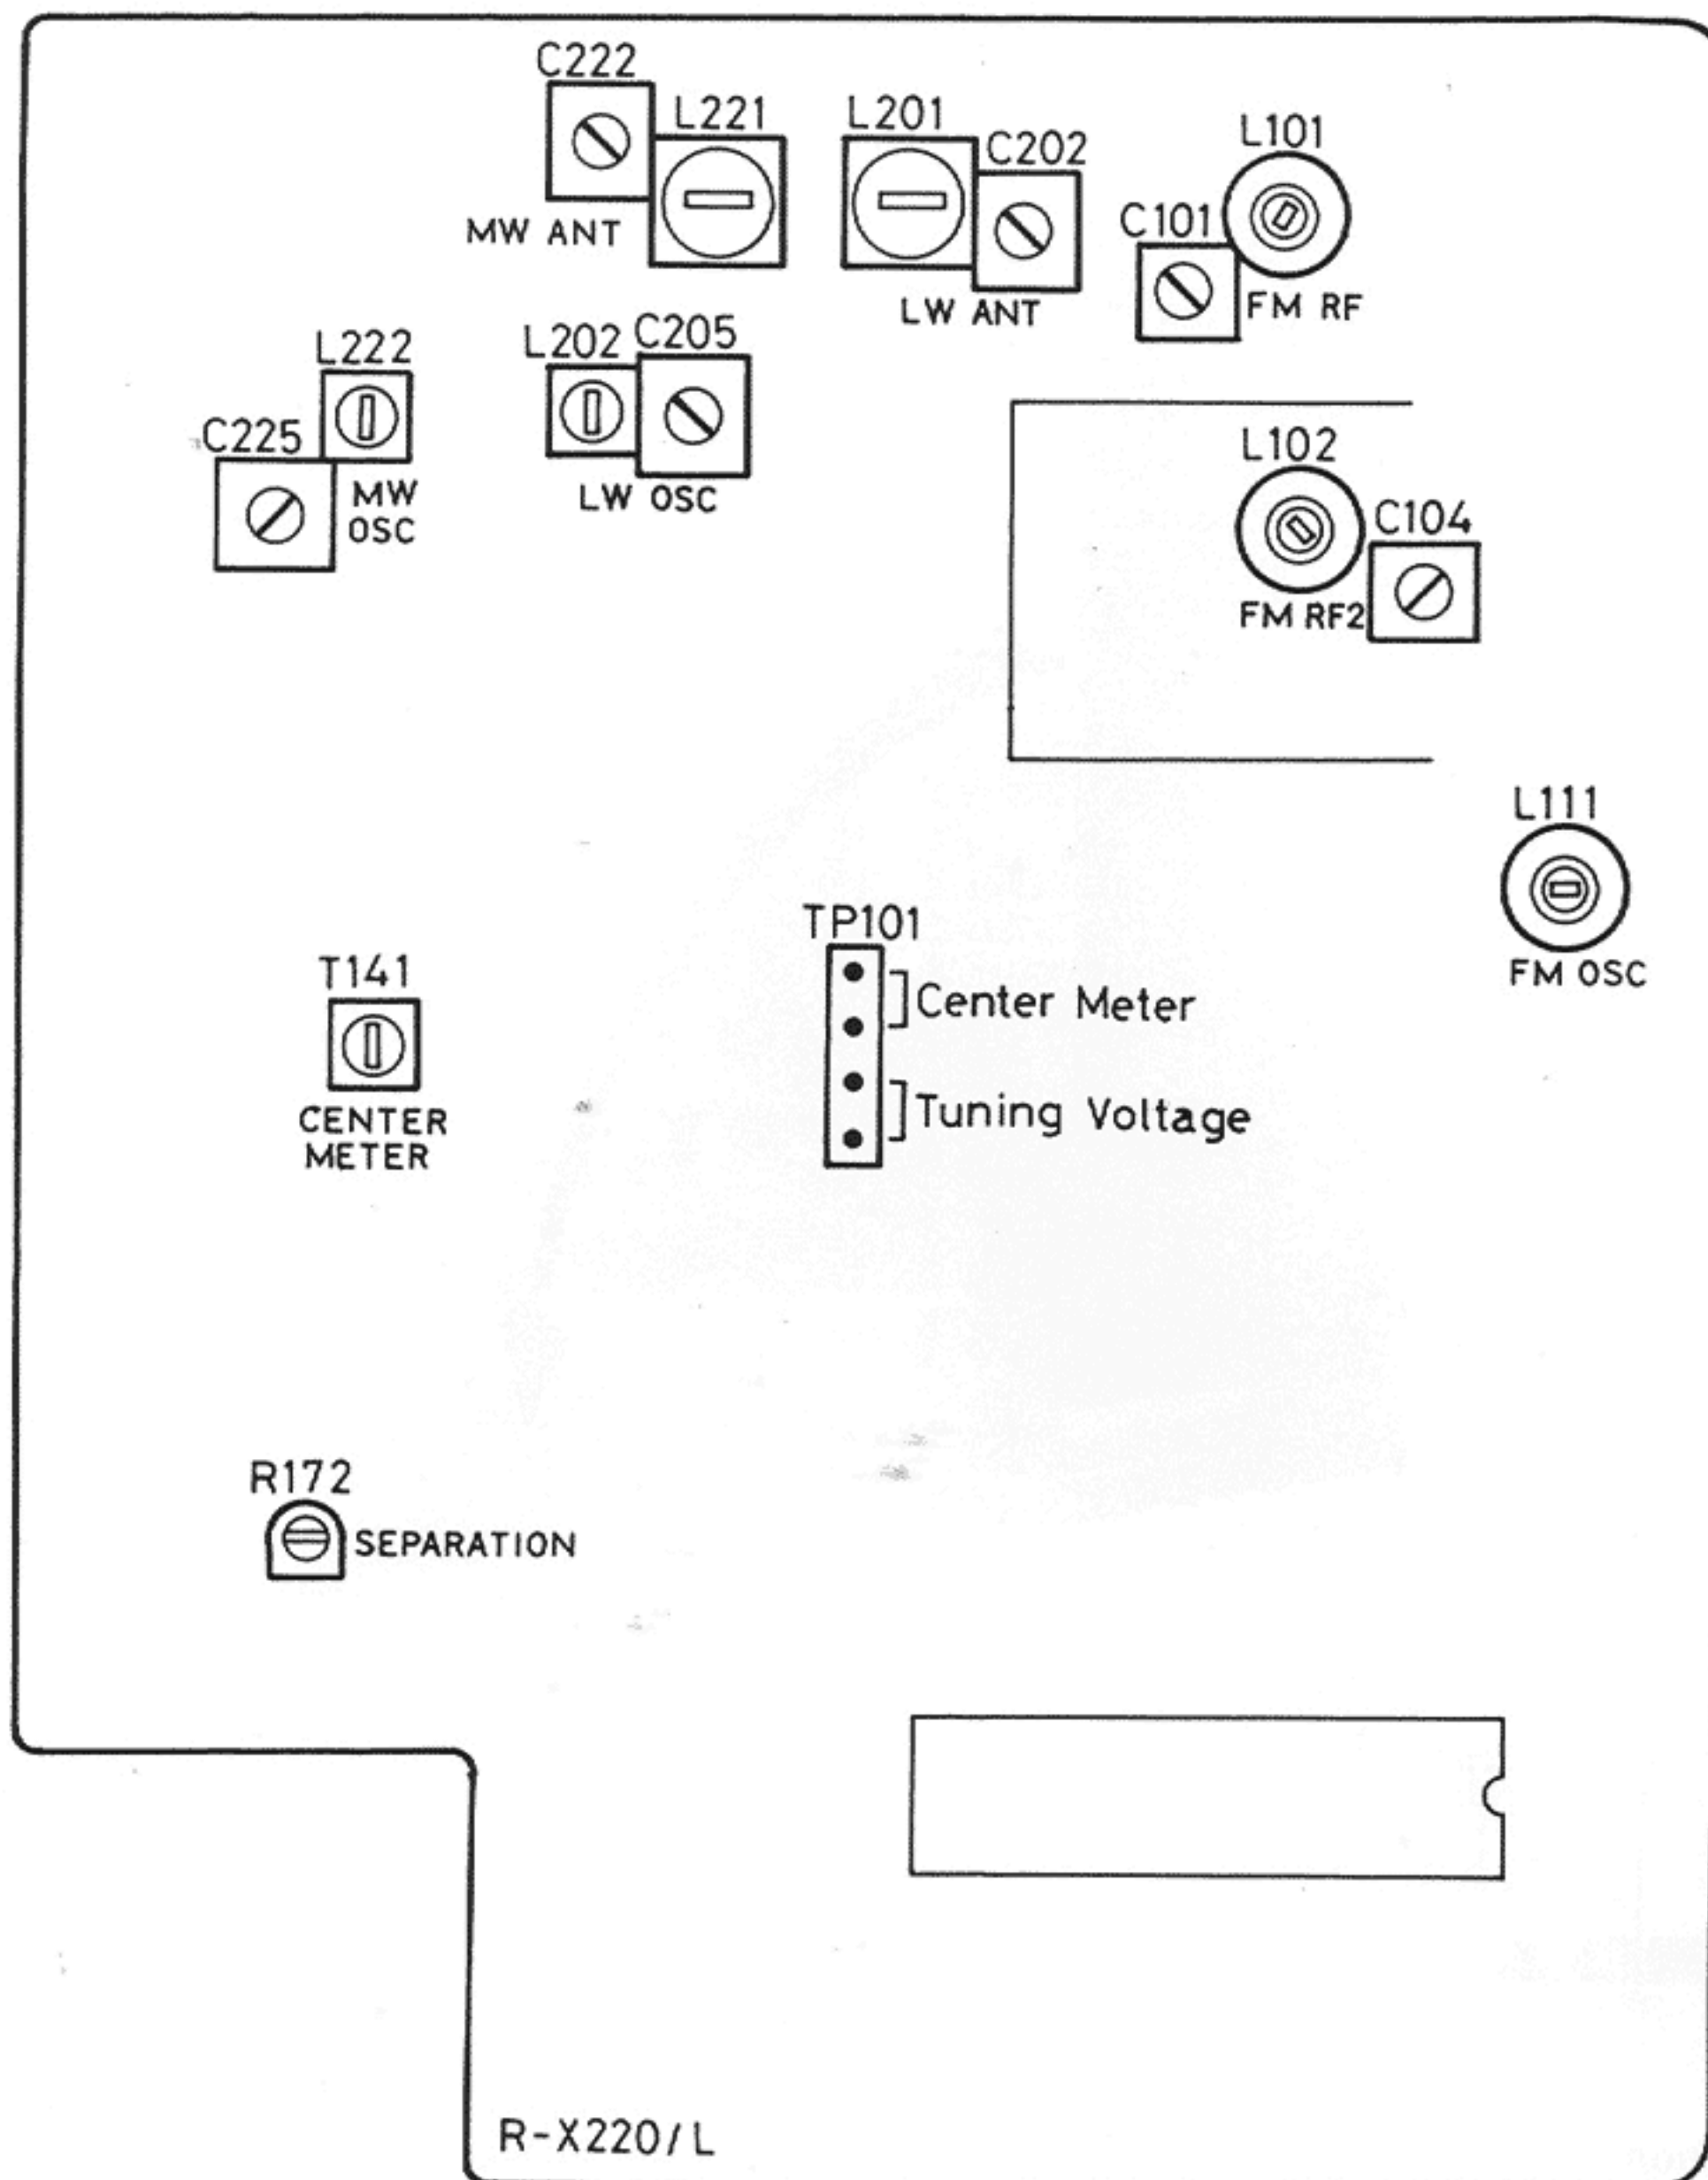 C222
L221
L201
C202
L101
C101
MW ANT
LW ANT
FM RF
L222
L202
C205
C225
MW
OSC
LW OSC
L102
C104
FM RF2
L111
FM OSC
TP101
Center Meter
Tuning Voltage
T141
CENTER
METER
R172
SEPARATION
R-X220/L